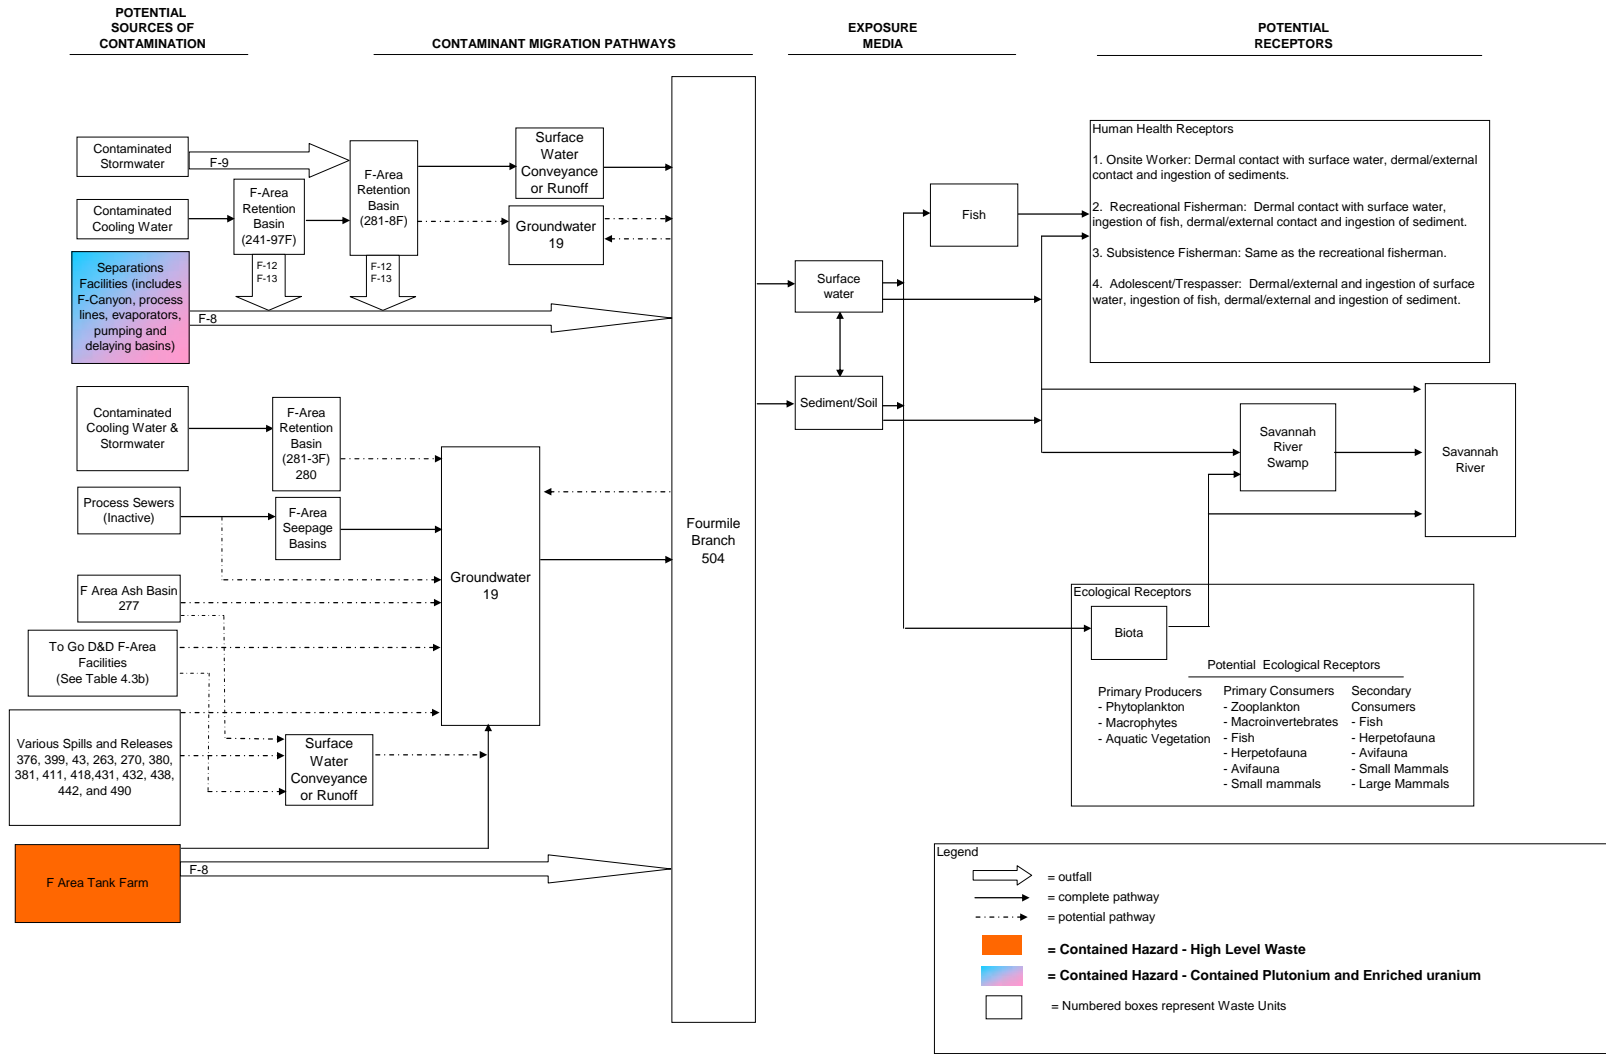 POTENTIAL
SOURCES OF
CONTAMINATION
CONTAMINANT MIGRATION PATHWAYS
EXPOSURE
MEDIA
POTENTIAL
RECEPTORS
Contaminated
Stormwater
F-9
Contaminated
Cooling Water
F-Area
Retention
Basin
(241-97F)
F-Area
Retention
Basin
(281-8F)
Surface
Water
Conveyance
or Runoff
Groundwater
19
F-12
F-13
F-12
F-13
Separations
Facilities (includes
F-Canyon, process
lines, evaporators,
pumping and
delaying basins)
F-8
Contaminated
Cooling Water &
Stormwater
F-Area
Retention
Basin
(281-3F)
280
Process Sewers
(Inactive)
F-Area
Seepage
Basins
Groundwater
19
F Area Ash Basin
277
To Go D&D F-Area
Facilities
(See Table 4.3b)
Various Spills and Releases
376, 399, 43, 263, 270, 380,
381, 411, 418,431, 432, 438,
442, and 490
Surface
Water
Conveyance
or Runoff
F Area Tank Farm
F-8
Fourmile
Branch
504
Surface
water
Sediment/Soil
Fish
Human Health Receptors
1. Onsite Worker: Dermal contact with surface water, dermal/external
contact and ingestion of sediments.
2. Recreational Fisherman: Dermal contact with surface water,
ingestion of fish, dermal/external contact and ingestion of sediment.
3. Subsistence Fisherman: Same as the recreational fisherman.
4. Adolescent/Trespasser: Dermal/external and ingestion of surface
water, ingestion of fish, dermal/external and ingestion of sediment.
Savannah
River
Swamp
Savannah
River
Ecological Receptors
Biota
Potential Ecological Receptors
Primary Producers
- Phytoplankton
- Macrophytes
- Aquatic Vegetation
Primary Consumers
- Zooplankton
- Macroinvertebrates
- Fish
- Herpetofauna
- Avifauna
- Small mammals
Secondary
Consumers
- Fish
- Herpetofauna
- Avifauna
- Small Mammals
- Large Mammals
Legend
= outfall
= complete pathway
= potential pathway
= Contained Hazard - High Level Waste
= Contained Hazard - Contained Plutonium and Enriched uranium
= Numbered boxes represent Waste Units